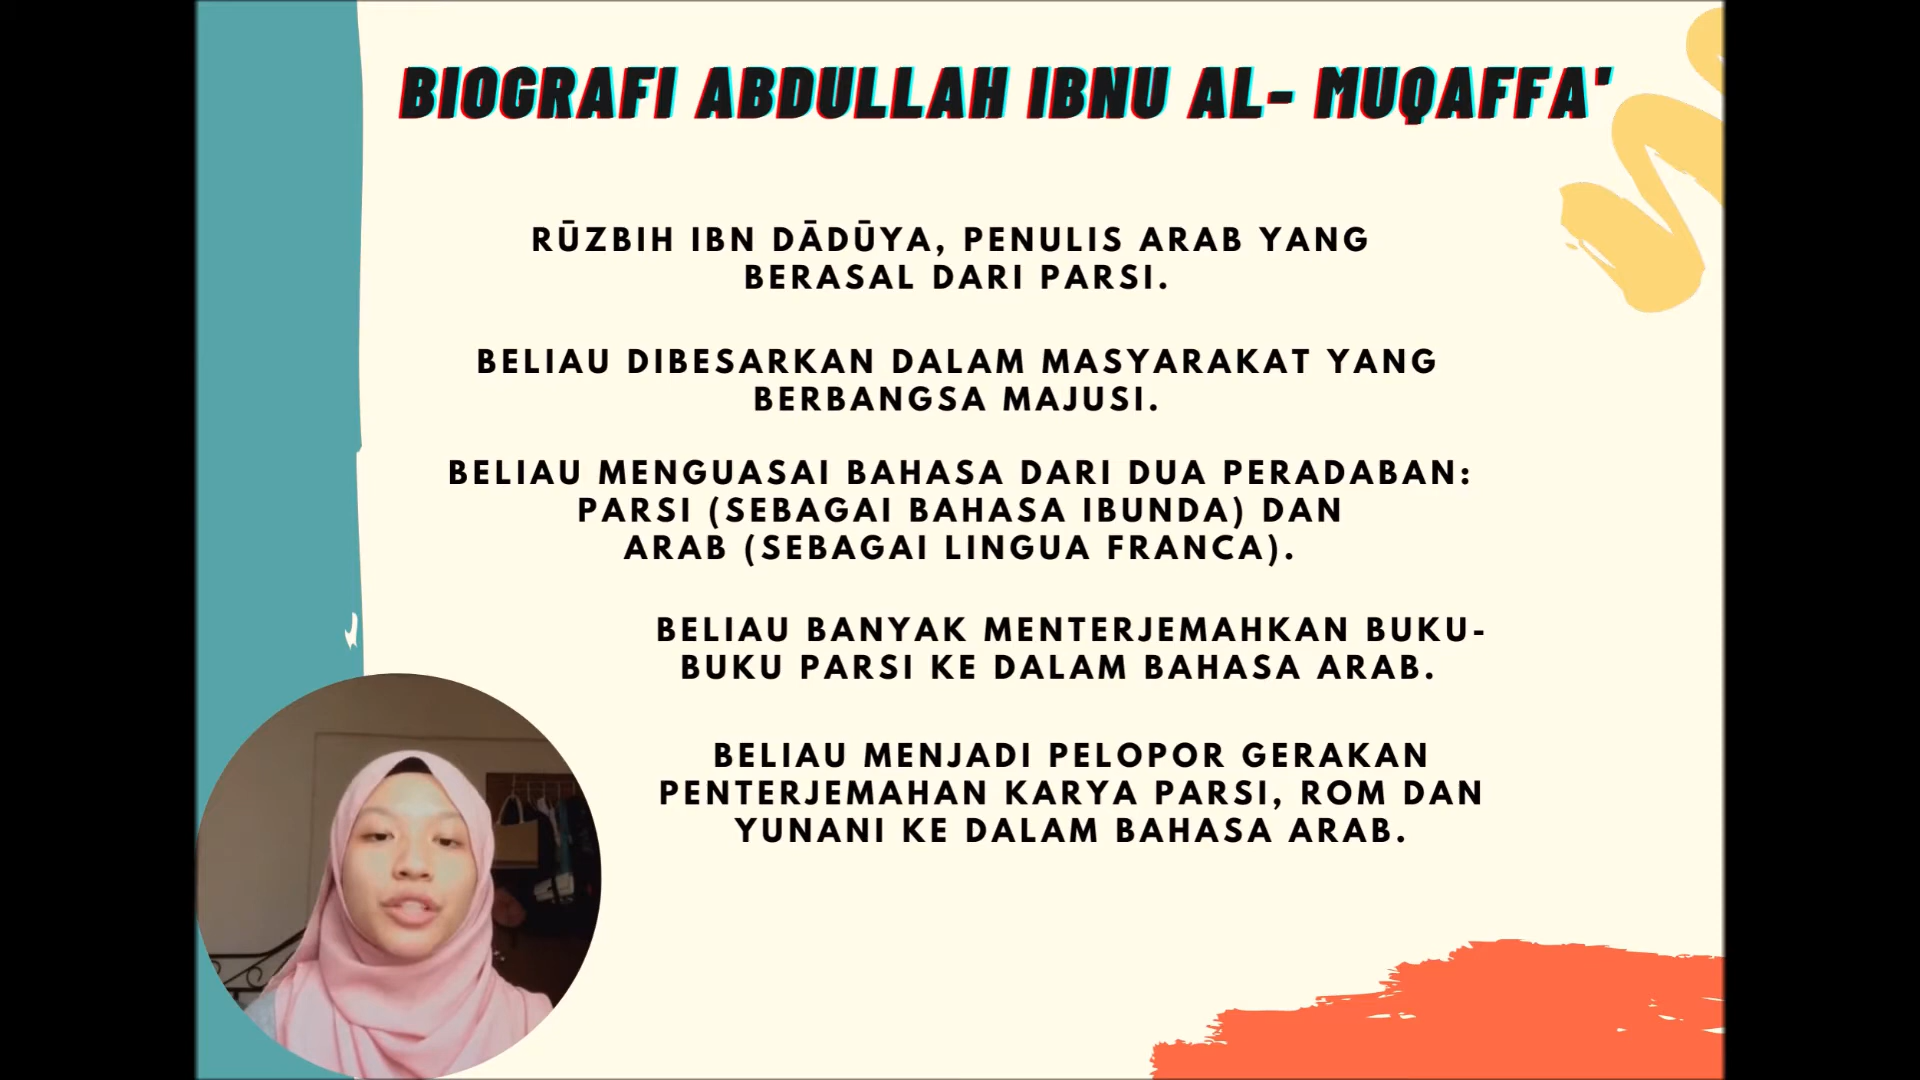 BIOGRAFI ABDULLAH IBNU AL- MUQAFFA'
RŪZBIH IBN DĀDŪYA, PENULIS ARAB YANG
BERASAL DARI PARSI.
BELIAU DIBESARKAN DALAM MASYARAKAT YANG
BERBANGSA MAJUSI.
BELIAU MENGUASAI BAHASA DARI DUA PERADABAN:
PARSI (SEBAGAI BAHASA IBUNDA) DAN
ARAB (SEBAGAI LINGUA FRANCA).
BELIAU BANYAK MENTERJEMAHKAN BUKU-
BUKU PARSI KE DALAM BAHASA ARAB.
BELIAU MENJADI PELOPOR GERAKAN
PENTERJEMAHAN KARYA PARSI, ROM DAN
YUNANI KE DALAM BAHASA ARAB.